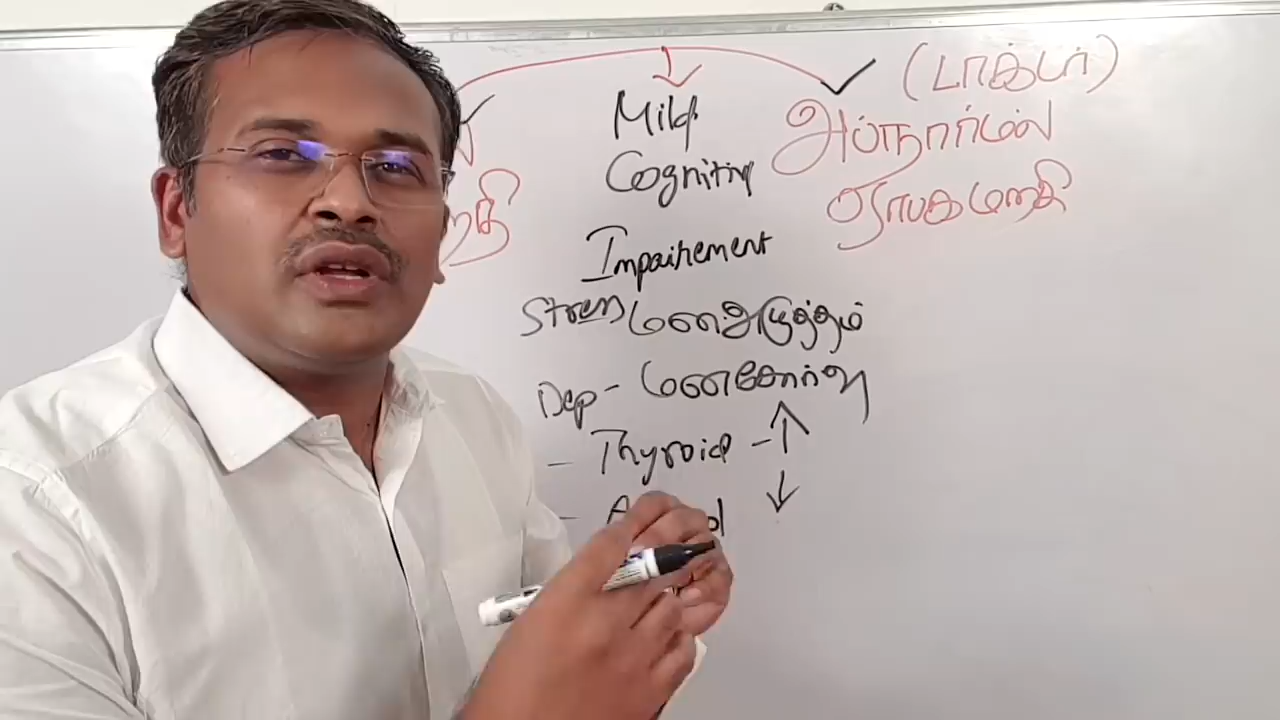 (டாக்டர்)
Mild
Cognitive
Impairement
அப்நார்மல்
ஞாபகமறதி
Stress மனஅழுத்தம்
Dep - மனசோர்வு
- Thyroid - ↑
↓